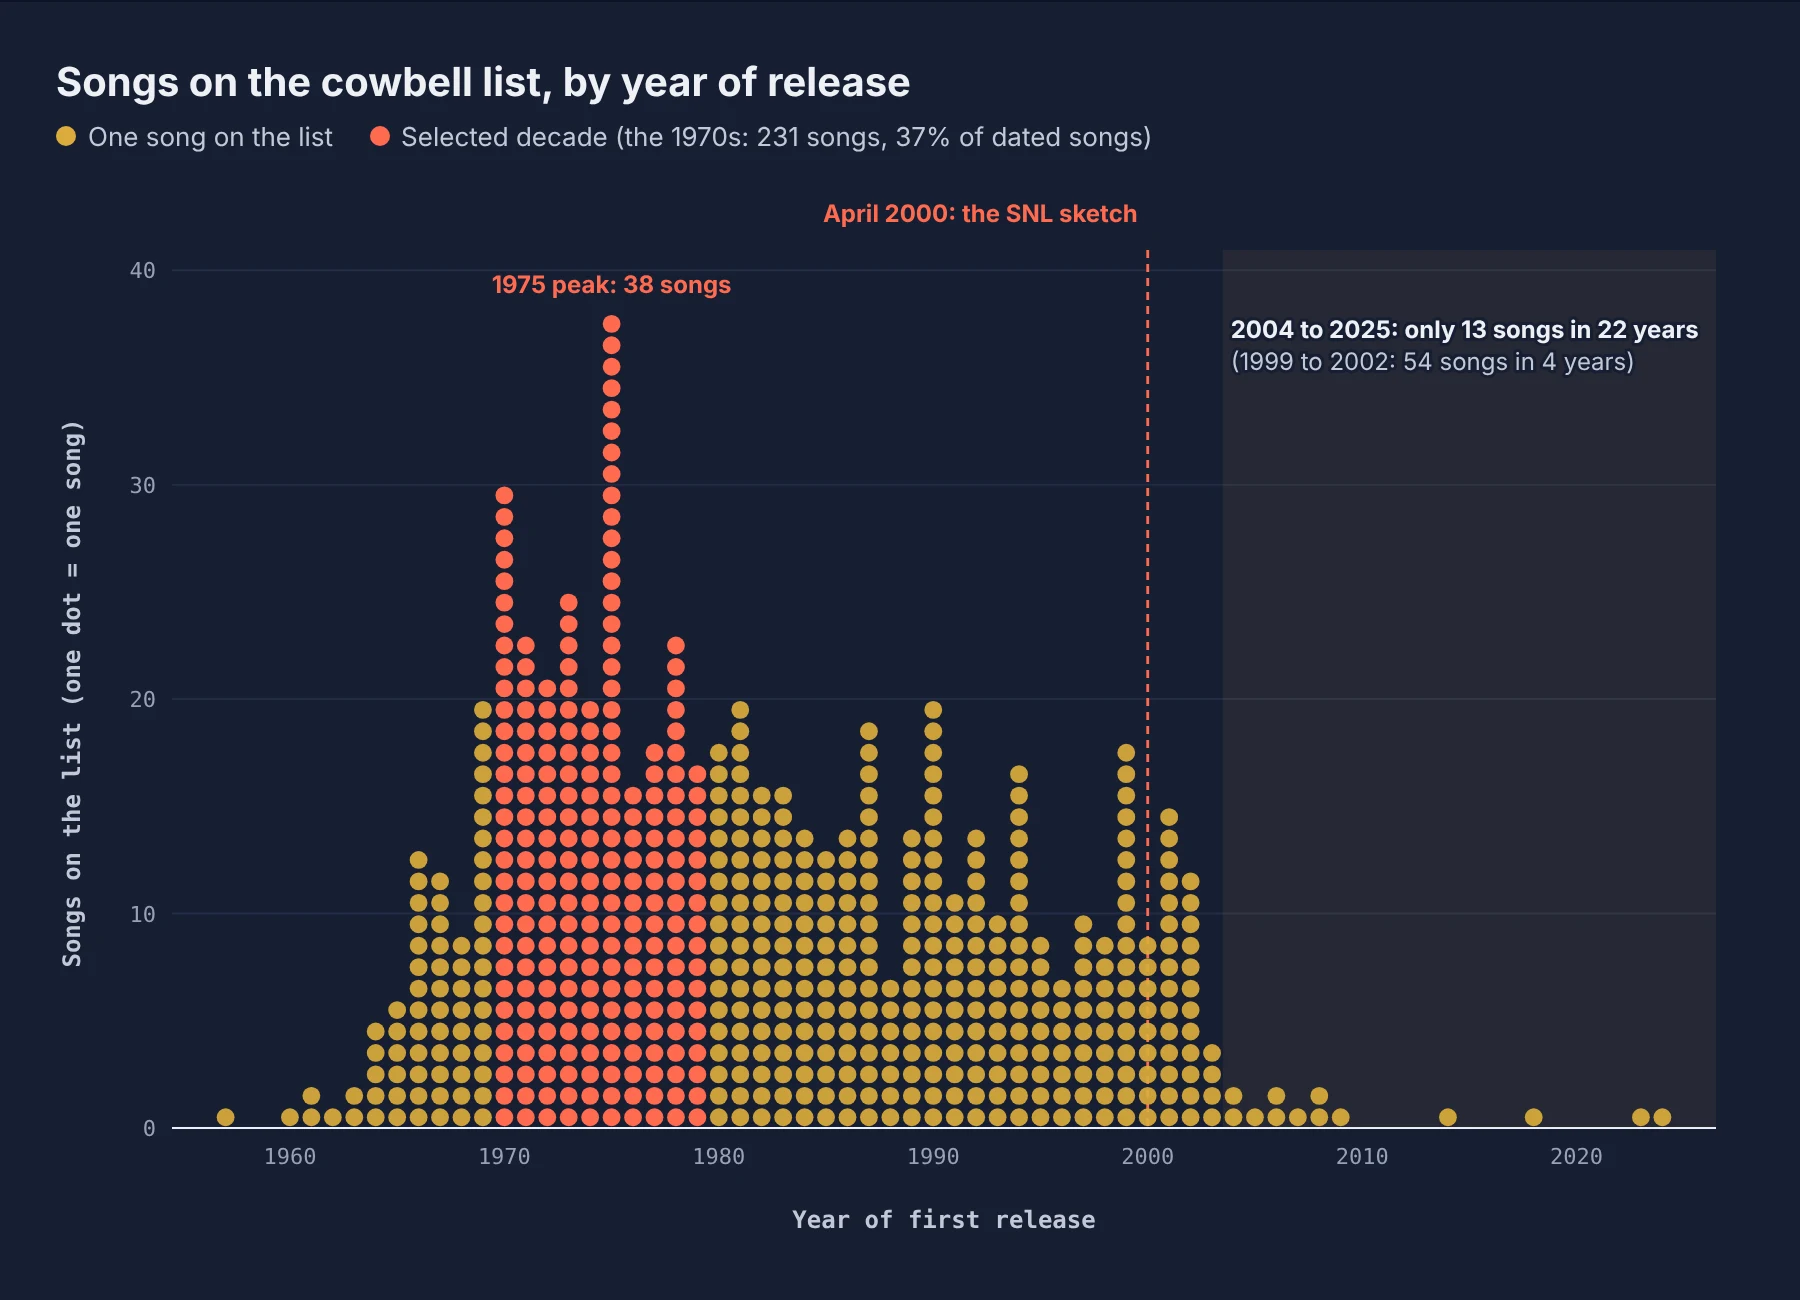 Songs on the cowbell list, by year of release
One song on the list
Selected decade (the 1970s: 231 songs, 37% of dated songs)
April 2000: the SNL sketch
1975 peak: 38 songs
2004 to 2025: only 13 songs in 22 years
(1999 to 2002: 54 songs in 4 years)
Songs on the list (one dot = one song)
40
30
20
10
0
1960
1970
1980
1990
2000
2010
2020
Year of first release